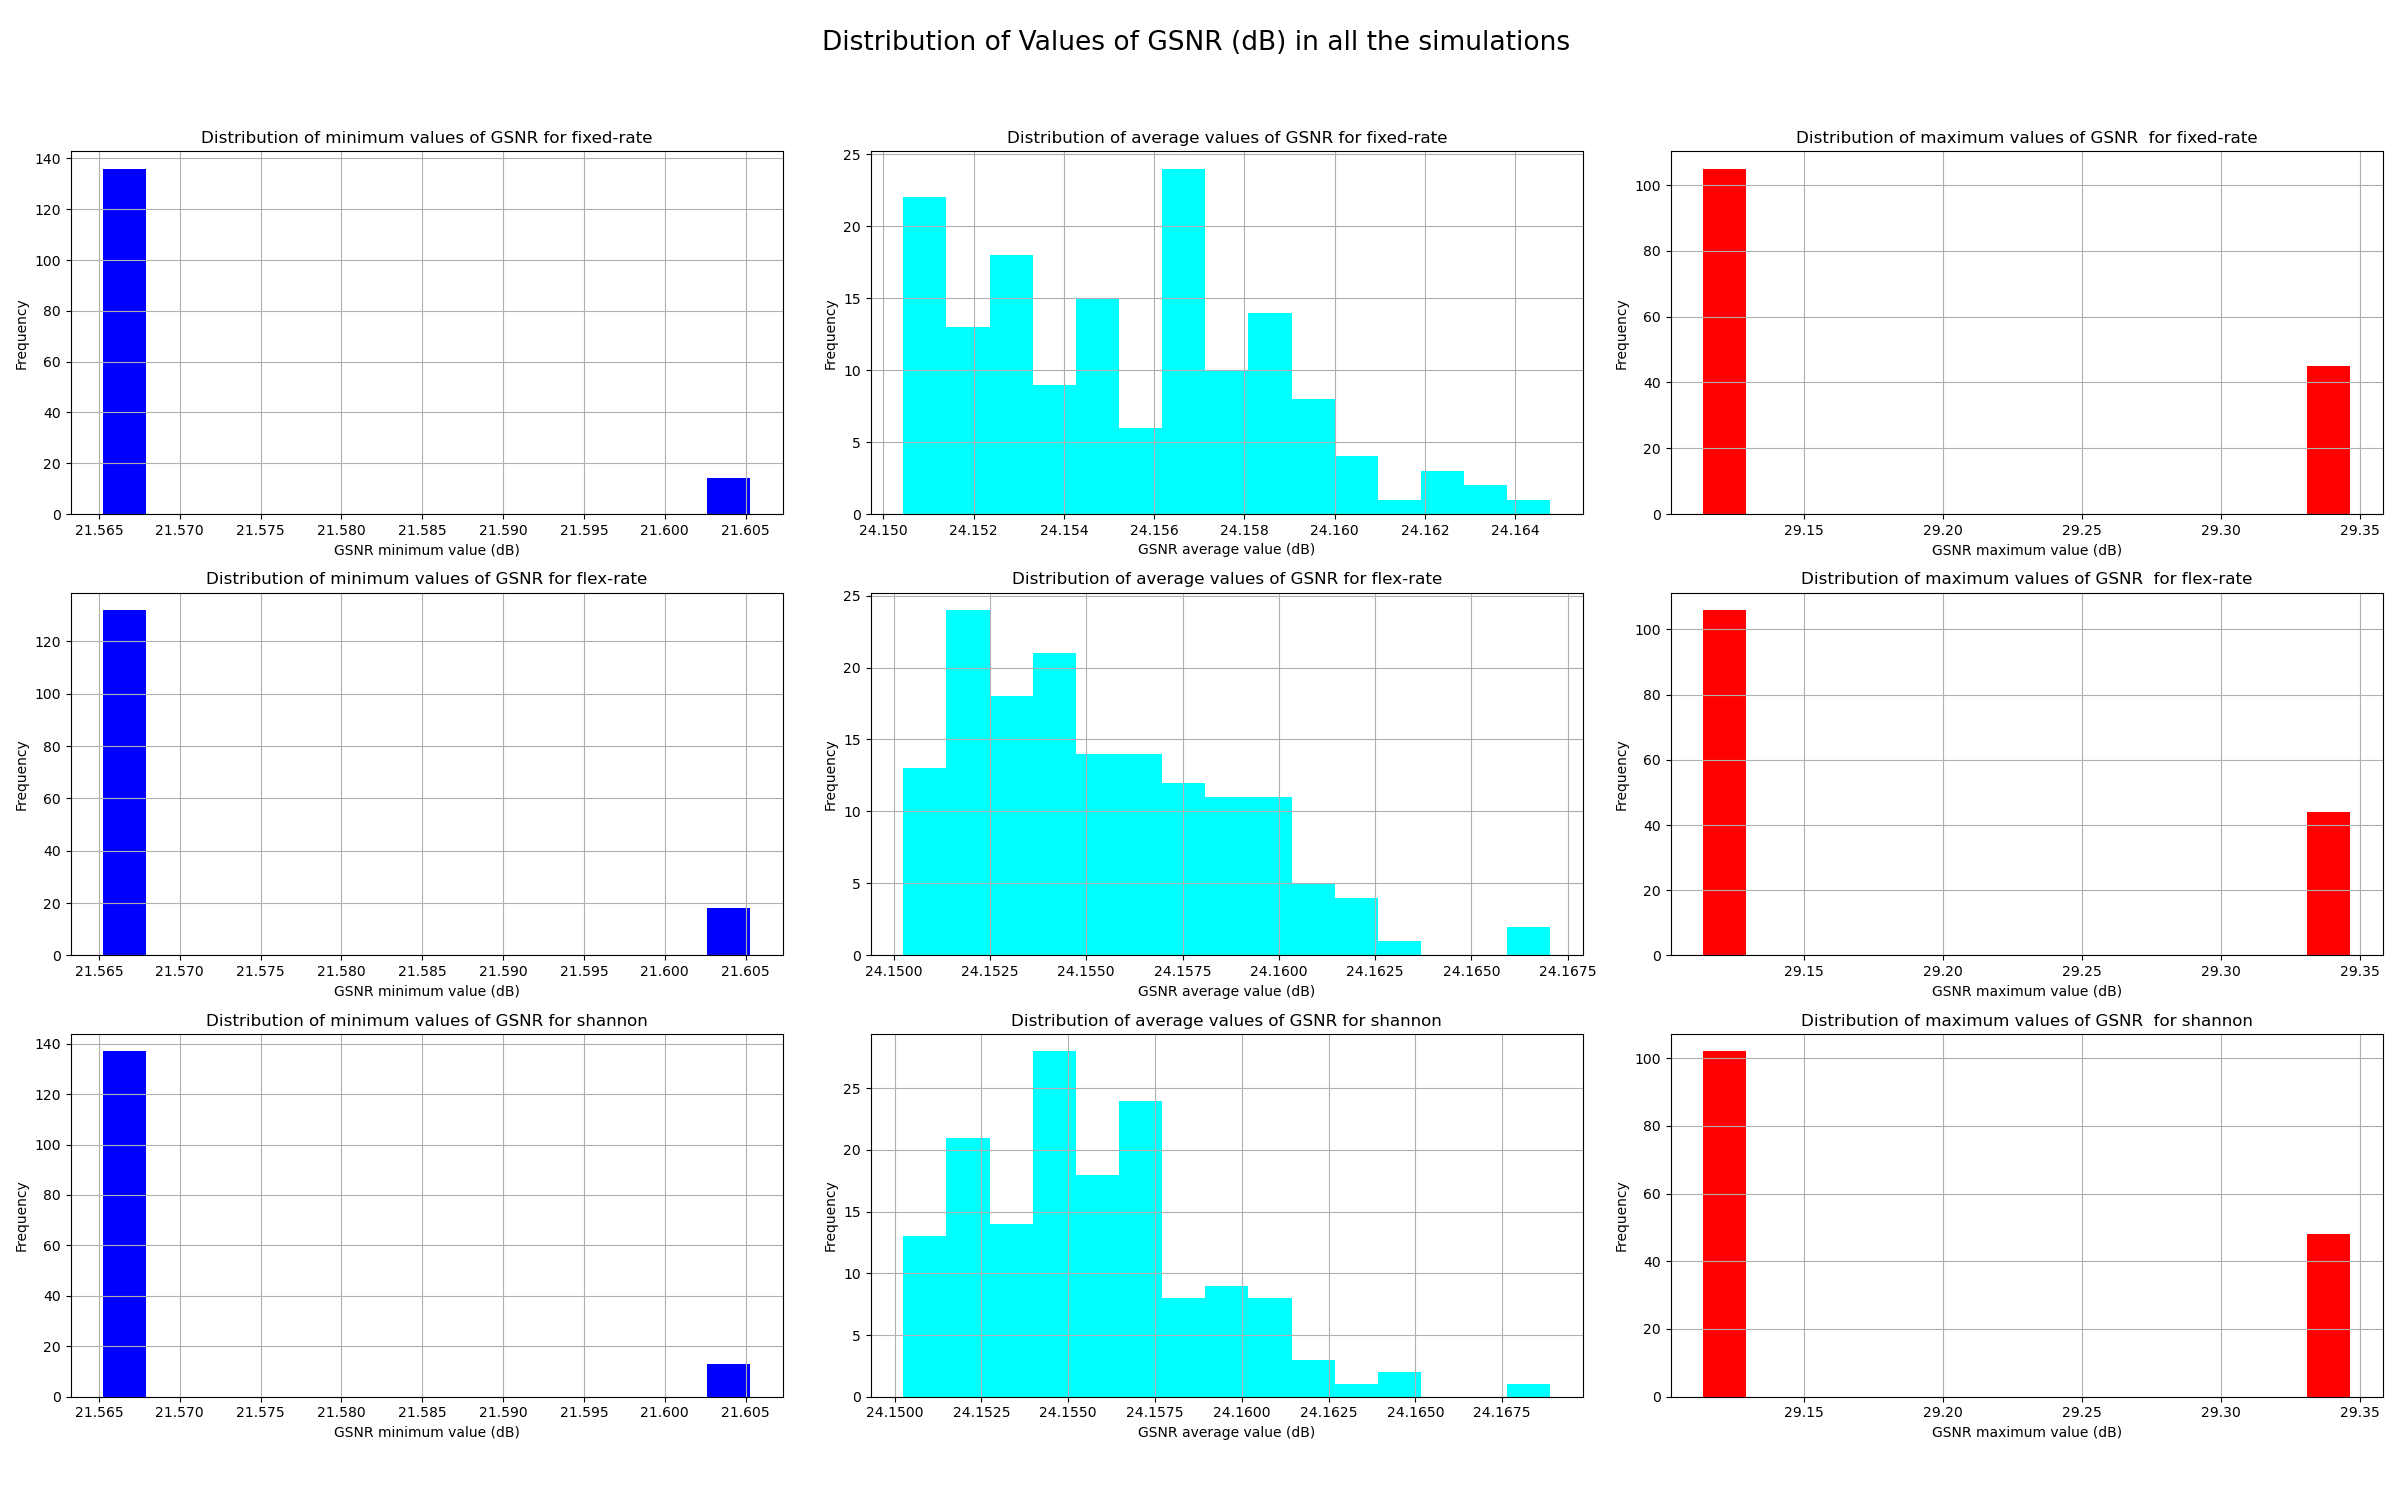 Distribution of Values of GSNR (dB) in all the simulations
Distribution of minimum values of GSNR for fixed-rate
Frequency
140
120
100
80
60
40
20
0
21.565 21.570 21.575 21.580 21.585 21.590 21.595 21.600 21.605
GSNR minimum value (dB)
Distribution of average values of GSNR for fixed-rate
Frequency
25
20
15
10
5
0
24.150 24.152 24.154 24.156 24.158 24.160 24.162 24.164
GSNR average value (dB)
Distribution of maximum values of GSNR  for fixed-rate
Frequency
100
80
60
40
20
0
29.15 29.20 29.25 29.30 29.35
GSNR maximum value (dB)
Distribution of minimum values of GSNR for flex-rate
Frequency
120
100
80
60
40
20
0
21.565 21.570 21.575 21.580 21.585 21.590 21.595 21.600 21.605
GSNR minimum value (dB)
Distribution of average values of GSNR for flex-rate
Frequency
25
20
15
10
5
0
24.1500 24.1525 24.1550 24.1575 24.1600 24.1625 24.1650 24.1675
GSNR average value (dB)
Distribution of maximum values of GSNR  for flex-rate
Frequency
100
80
60
40
20
0
29.15 29.20 29.25 29.30 29.35
GSNR maximum value (dB)
Distribution of minimum values of GSNR for shannon
Frequency
140
120
100
80
60
40
20
0
21.565 21.570 21.575 21.580 21.585 21.590 21.595 21.600 21.605
GSNR minimum value (dB)
Distribution of average values of GSNR for shannon
Frequency
25
20
15
10
5
0
24.1500 24.1525 24.1550 24.1575 24.1600 24.1625 24.1650 24.1675
GSNR average value (dB)
Distribution of maximum values of GSNR  for shannon
Frequency
100
80
60
40
20
0
29.15 29.20 29.25 29.30 29.35
GSNR maximum value (dB)